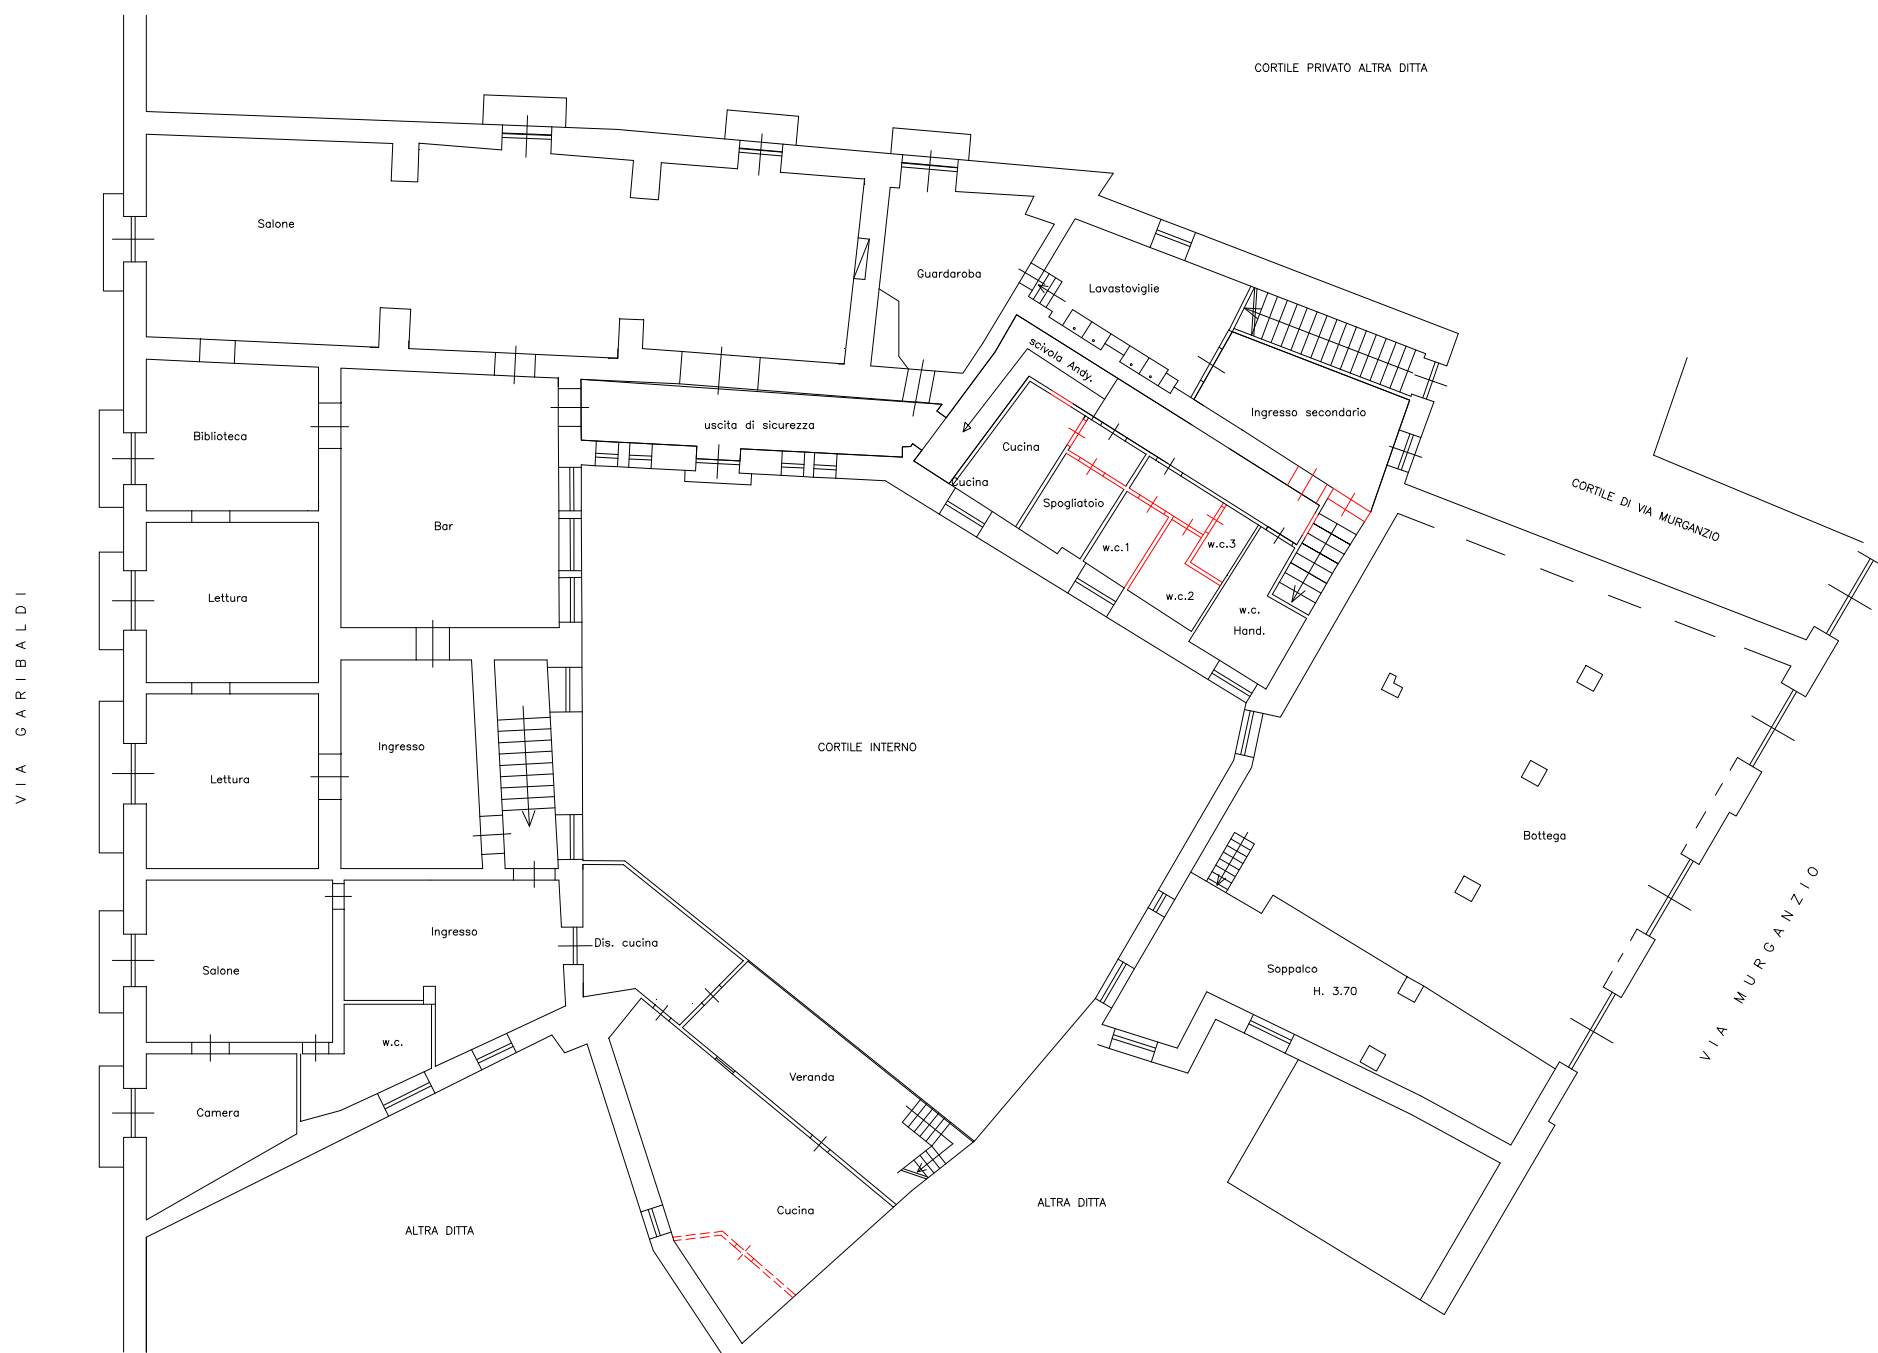 CORTILE PRIVATO ALTRA DITTA
Salone
Guardaroba
Lavastoviglie
scivola Andy.
Ingresso secondario
uscita di sicurezza
Biblioteca
Cucina
Cucina
Bar
Spogliatoio
CORTILE DI VIA MURGANZIO
w.c.1
w.c.3
w.c.2
w.c.
Hand.
Lettura
VIA GARIBALDI
Ingresso
CORTILE INTERNO
Lettura
Bottega
Ingresso
Dis. cucina
Salone
Soppalco
H. 3.70
VIA MURGANZIO
w.c.
Veranda
Camera
Cucina
ALTRA DITTA
ALTRA DITTA